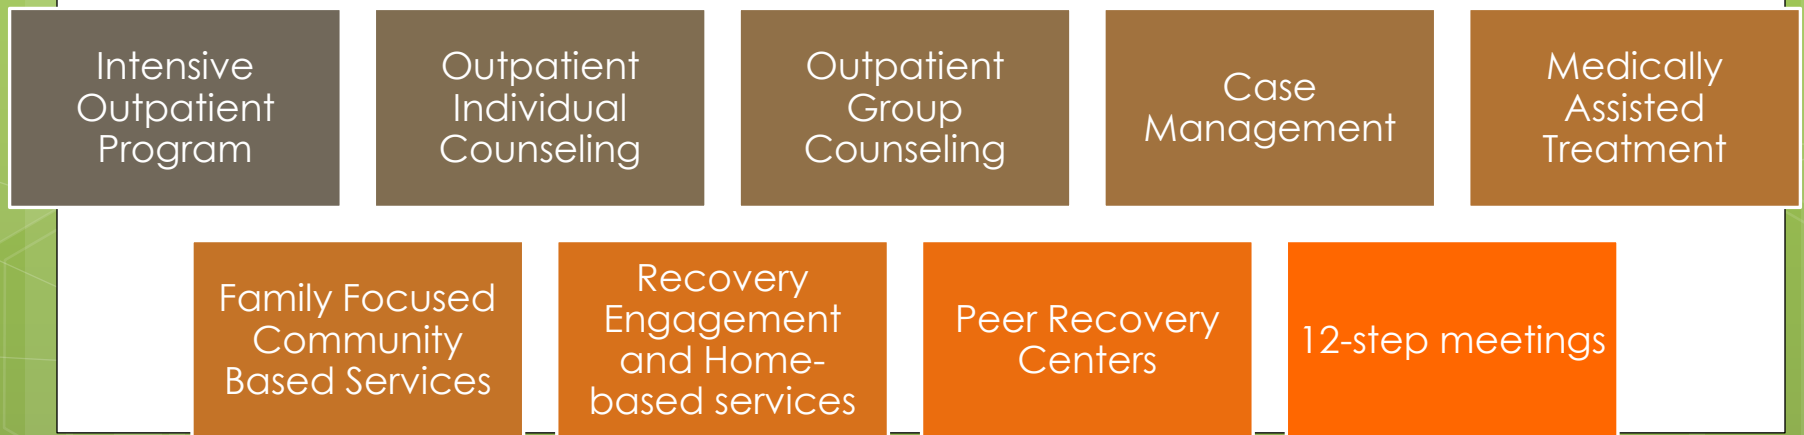 Intensive
Outpatient
Program
Outpatient
Individual
Counseling
Outpatient
Group
Counseling
Case
Management
Medically
Assisted
Treatment
Family Focused
Community
Based Services
Recovery
Engagement
and Home-
based services
Peer Recovery
Centers
12-step meetings